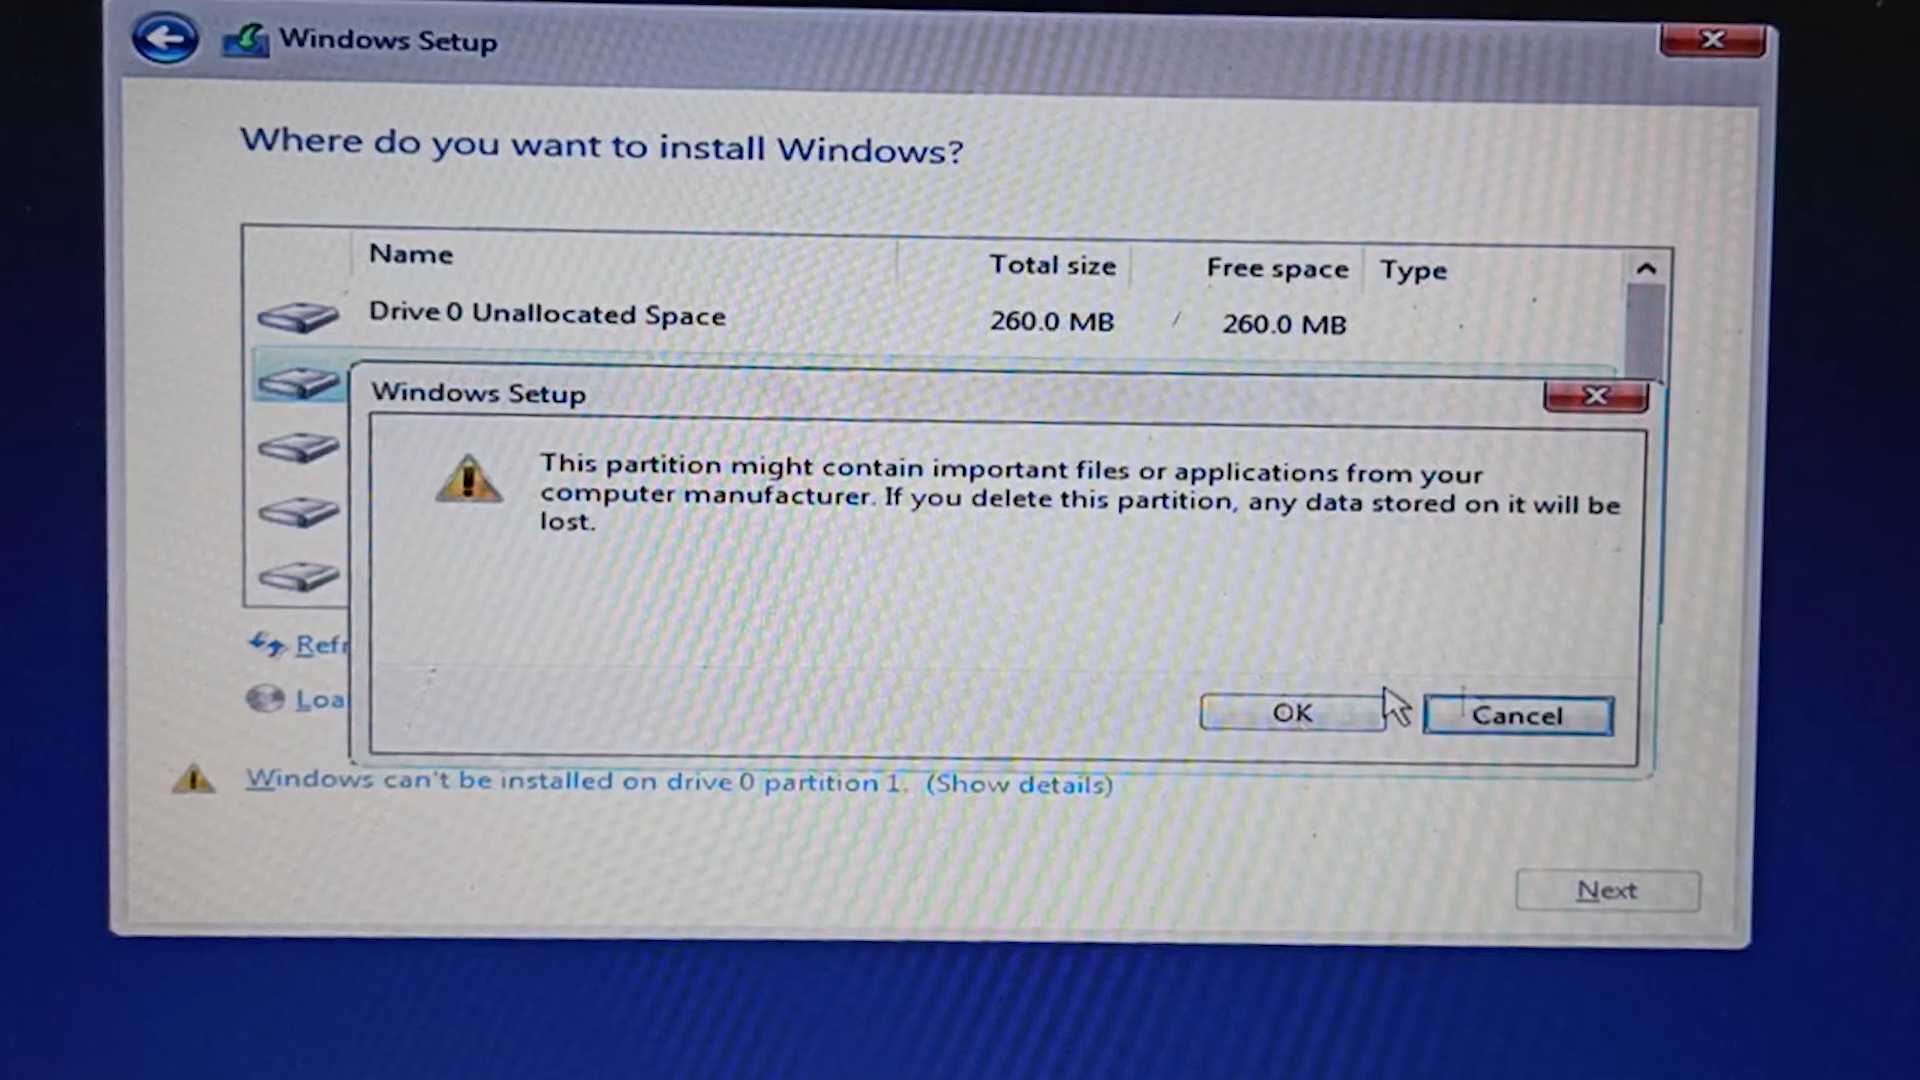 Windows Setup
Where do you want to install Windows?
Name Total size Free space Type
Drive 0 Unallocated Space 260.0 MB 260.0 MB
Windows Setup
This partition might contain important files or applications from your
computer manufacturer. If you delete this partition, any data stored on it will be
lost.
Refr
Loa
OK Cancel
Windows can't be installed on drive 0 partition 1. (Show details)
Next